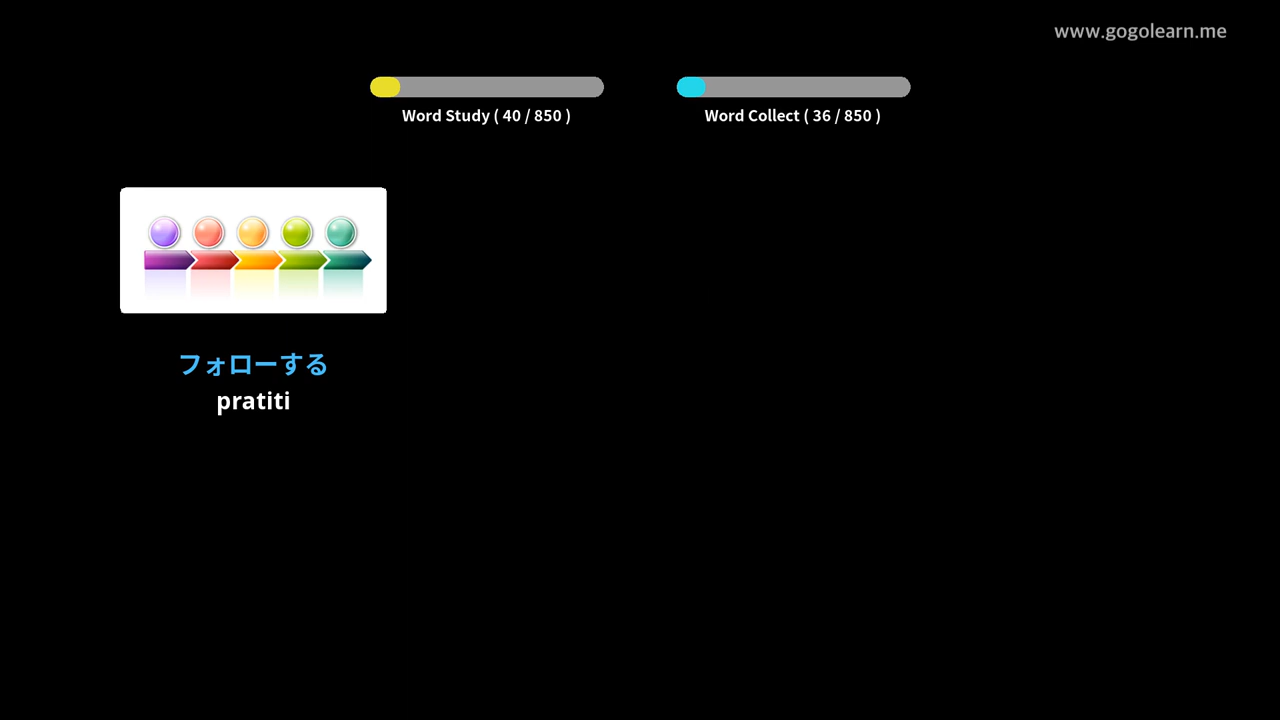 www.gogolearn.me
Word Study ( 40 / 850 )
Word Collect ( 36 / 850 )
フォローする
pratiti